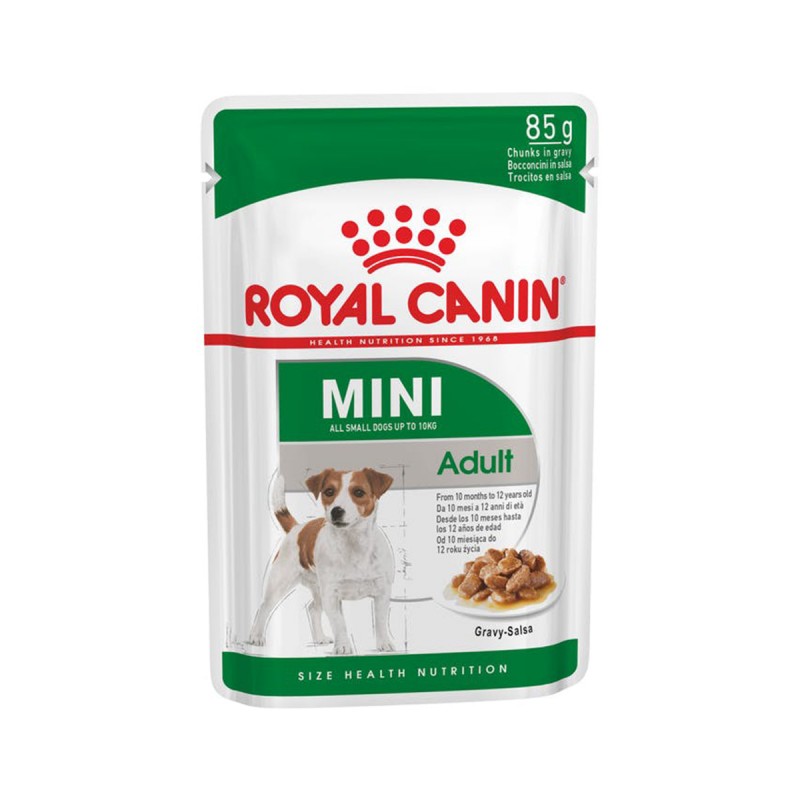 85 g
Chunks in gravy
Bocconcini in salsa
Trocitos en salsa
ROYAL CANIN®
HEALTH NUTRITION SINCE 1968
MINI
ALL SMALL DOGS UP TO 10KG
Adult
From 10 months to 12 years old
Da 10 mesi a 12 anni di età
Desde los 10 meses hasta
los 12 años de edad
Od 10 miesiąca do
12 roku życia
Gravy-Salsa
SIZE HEALTH NUTRITION